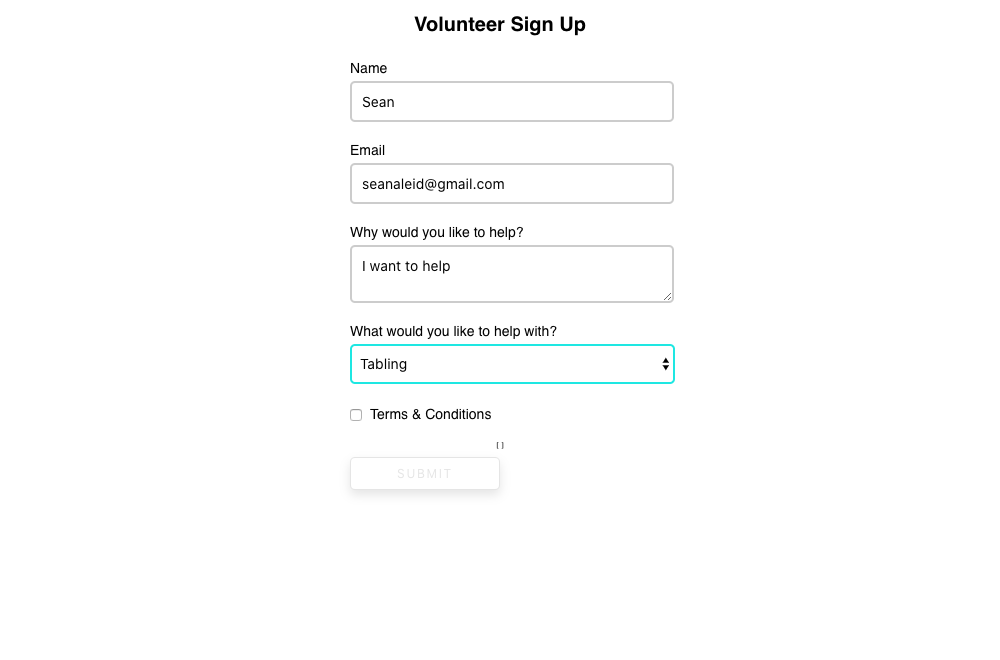 Volunteer Sign Up
Name
Sean
Email
seanaleid@gmail.com
Why would you like to help?
I want to help
What would you like to help with?
Tabling
Terms & Conditions
[]
SUBMIT